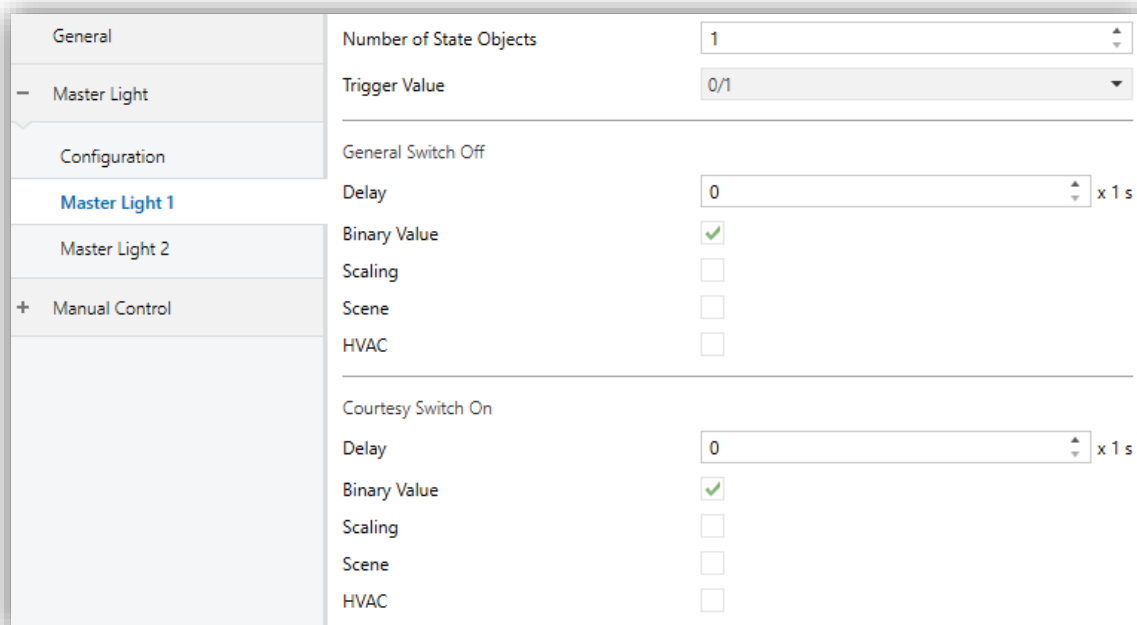 General
Master Light
Configuration
Master Light 1
Master Light 2
Manual Control
Number of State Objects 1
Trigger Value 0/1
General Switch Off
Delay 0 x 1 s
Binary Value
Scaling
Scene
HVAC
Courtesy Switch On
Delay 0 x 1 s
Binary Value
Scaling
Scene
HVAC